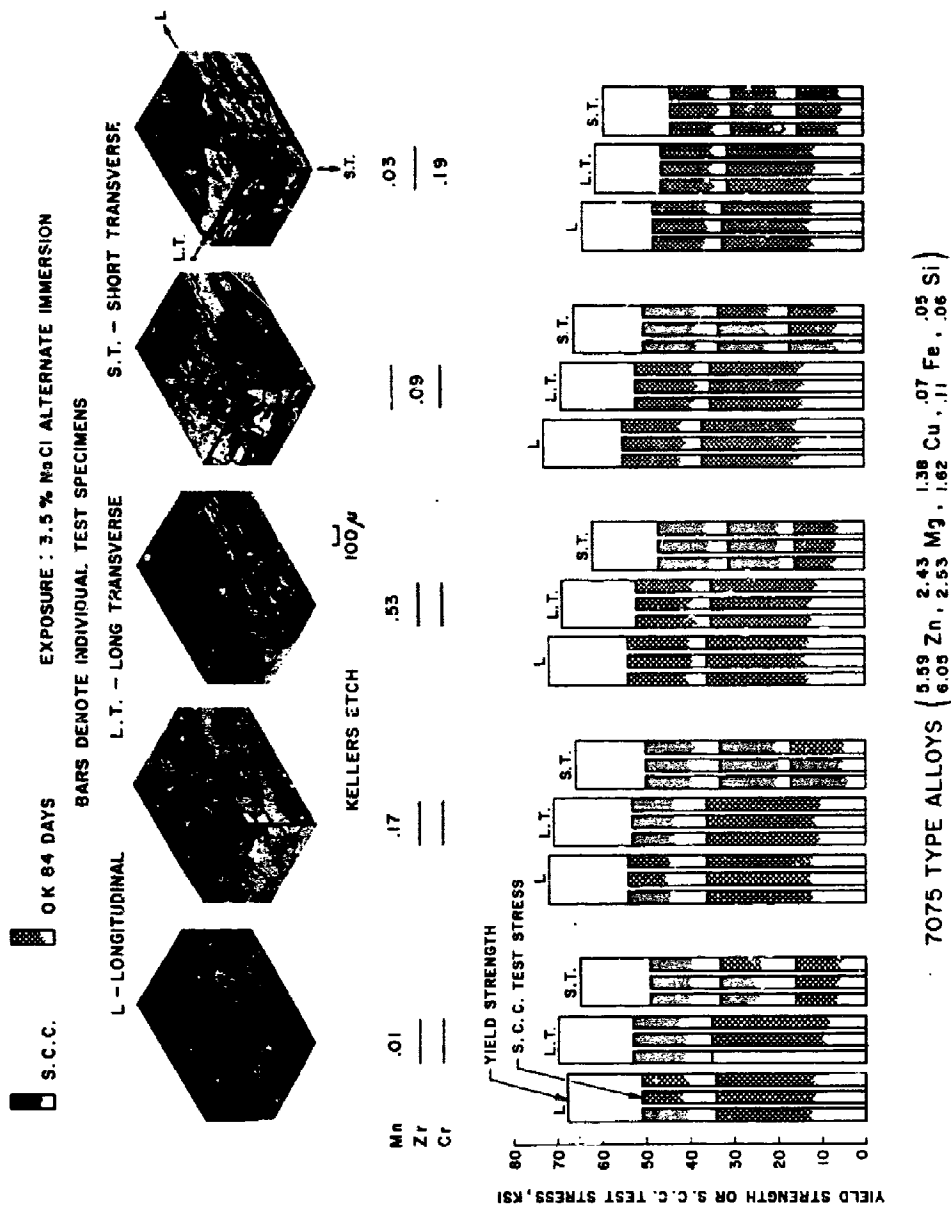 S.C.C.
OK 84 DAYS
EXPOSURE : 3.5 % NaCl ALTERNATE IMMERSION
BARS DENOTE INDIVIDUAL TEST SPECIMENS
L - LONGITUDINAL
L.T. - LONG TRANSVERSE
S.T. - SHORT TRANSVERSE
L
L.T.
S.T.
KELLERS ETCH
100 μ
Mn .01 .17 .53 — .03
Zr — — — .09 —
Cr — — — — .19
YIELD STRENGTH OR S.C.C. TEST STRESS, KSI
80
70
60
50
40
30
20
10
0
YIELD STRENGTH
S.C.C. TEST STRESS
L L.T. S.T.
L L.T. S.T.
L L.T. S.T.
L L.T. S.T.
L L.T. S.T.
7075 TYPE ALLOYS
( 5.59 Zn , 2.43 Mg , 1.38 Cu , .07 Fe , .05 Si )
( 6.05 Zn , 2.53 Mg , 1.62 Cu , .11 Fe , .06 Si )